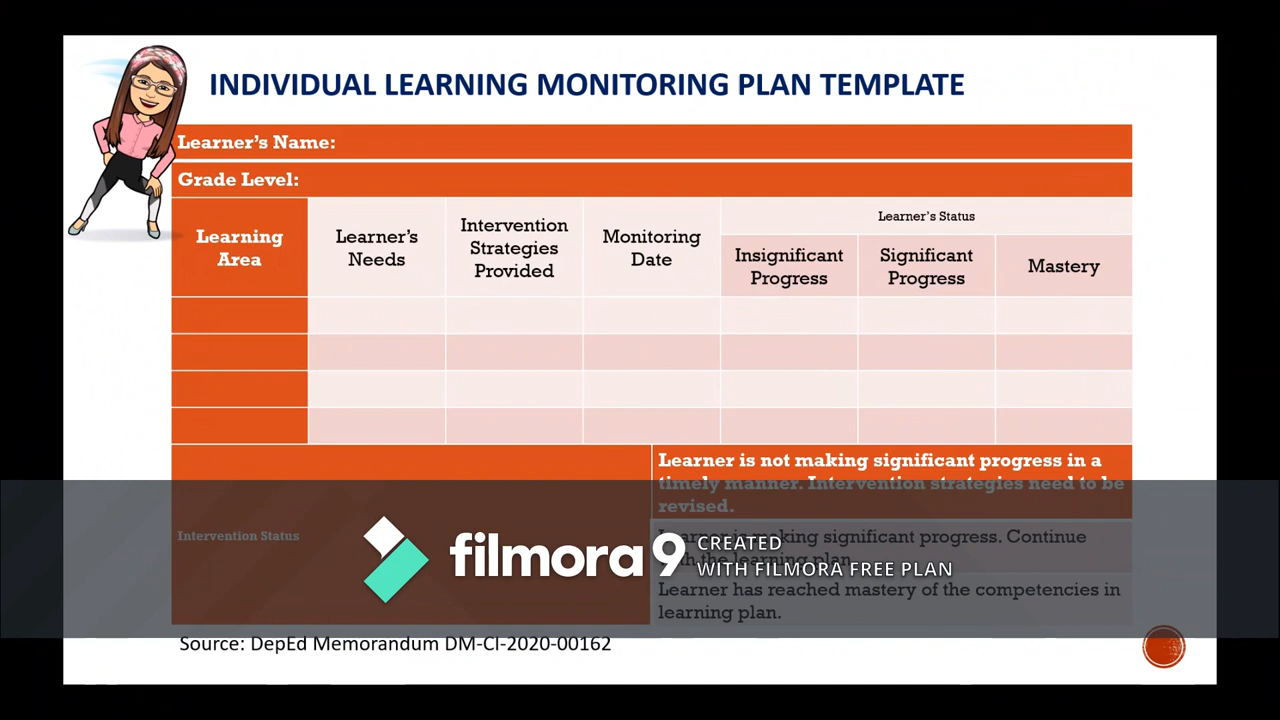 INDIVIDUAL LEARNING MONITORING PLAN TEMPLATE
Learner's Name:
Grade Level:
Learning
Area
Learner's
Needs
Intervention
Strategies
Provided
Monitoring
Date
Learner's Status
Insignificant
Progress
Significant
Progress
Mastery
Intervention Status
Learner is not making significant progress in a
timely manner. Intervention strategies need to be
revised.
making significant progress. Continue
the learning plan
Learner has reached mastery of the competencies in
learning plan.
filmora9
CREATED
WITH FILMORA FREE PLAN
Source: DepEd Memorandum DM-CI-2020-00162